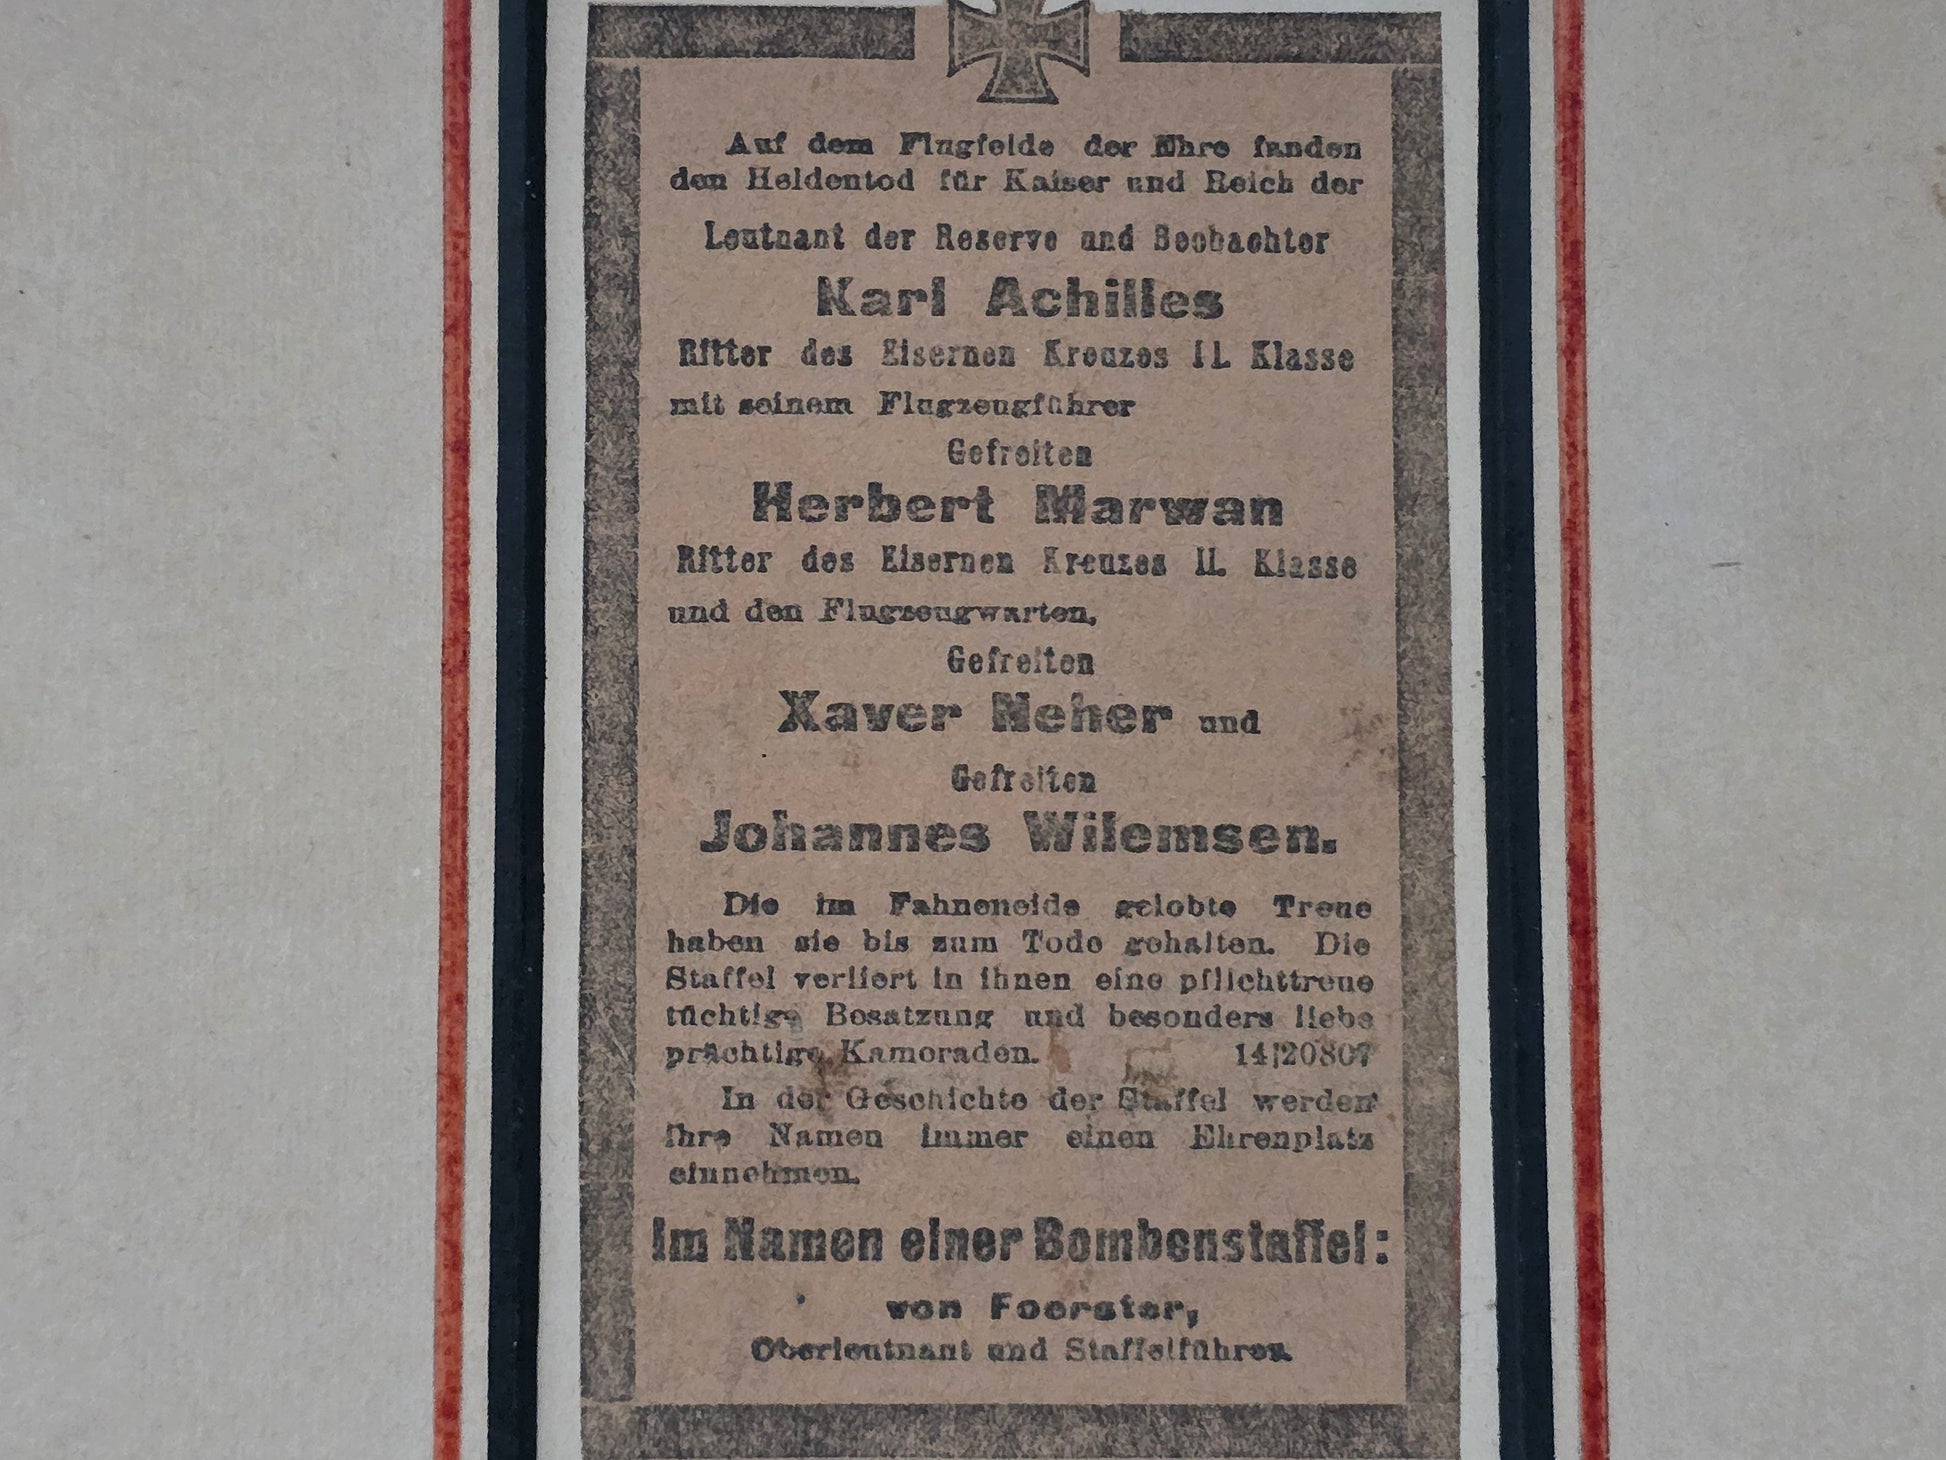 Auf dem Flugfelde der Ehre fanden
den Heldentod für Kaiser und Reich der
Leutnant der Reserve und Beobachter
Karl Achilles
Ritter des Eisernen Kreuzes II. Klasse
mit seinem Flugzeugführer
Gefreiten
Herbert Marwan
Ritter des Eisernen Kreuzes II. Klasse
und den Flugzeugwarten,
Gefreiten
Xaver Neher und
Gefreiten
Johannes Wilemsen.
Die im Fahneneide gelobte Treue
haben sie bis zum Tode gehalten. Die
Staffel verliert in ihnen eine pflichttreue
tüchtige Besatzung und besonders liebe
prächtige Kameraden. 14|20807
In der Geschichte der Staffel werden
ihre Namen immer einen Ehrenplatz
einnehmen.
Im Namen einer Bombenstaffel:
von Foerster,
Oberleutnant und Staffelführer.